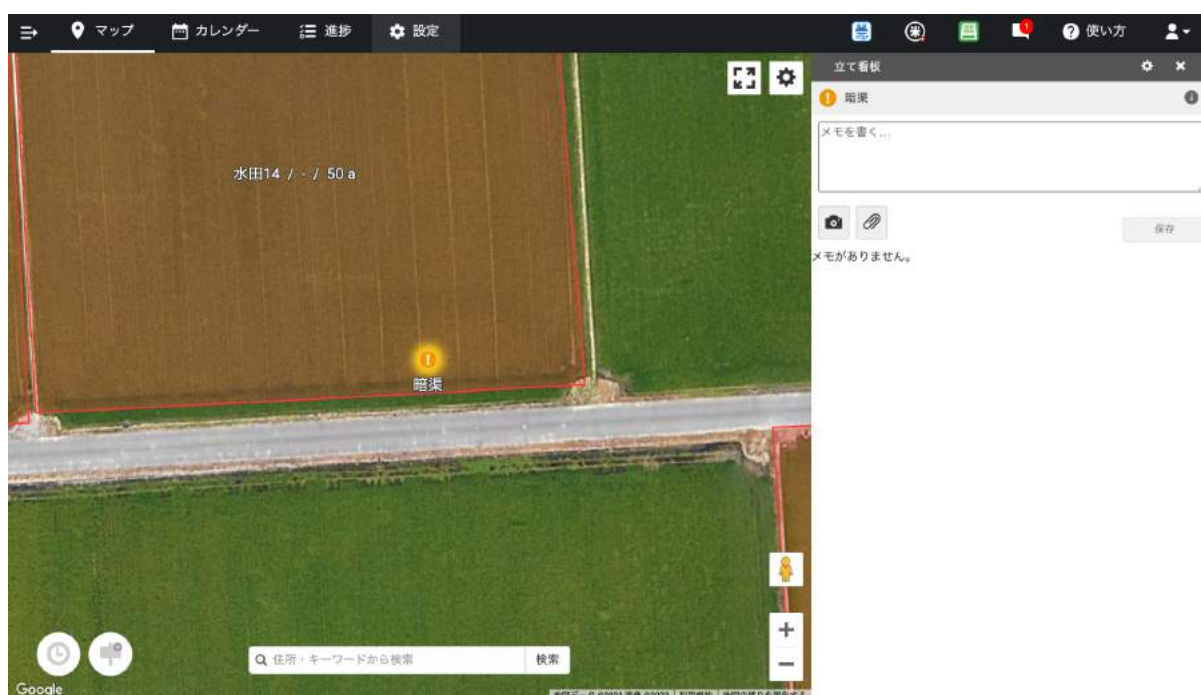 マップ
カレンダー
進捗
設定
1
使い方
立て看板
暗渠
メモを書く...
保存
メモがありません。
水田14 / - / 50 a
暗渠
住所・キーワードから検索
検索
Google